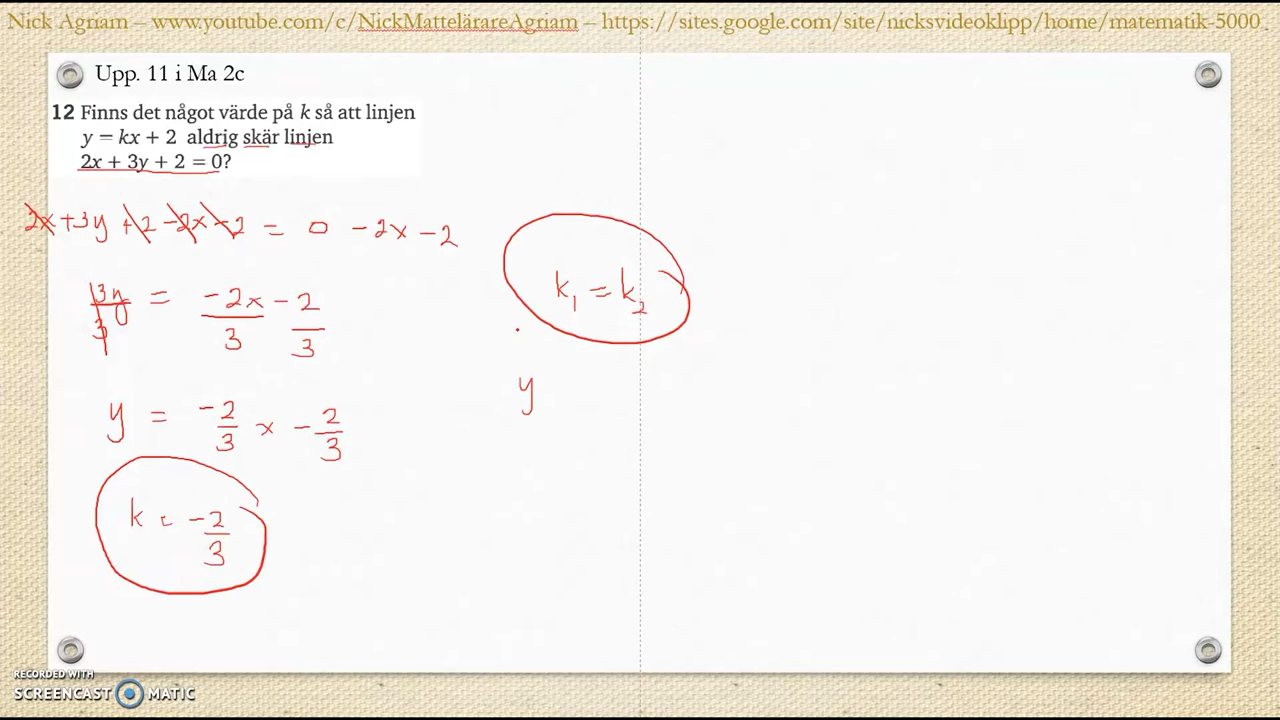 Nick Agriam – www.youtube.com/c/NickMattelärareAgriam – https://sites.google.com/site/nicksvideoklipp/home/matematik-5000
Upp. 11 i Ma 2c
12 Finns det något värde på k så att linjen
y = kx + 2 aldrig skär linjen
2x + 3y + 2 = 0?
2x + 3y + 2 - 2x - 2 = 0 - 2x - 2
3y/3 = -2x/3 - 2/3
y = -2/3 x - 2/3
k = -2/3
k₁ = k₂
y
RECORDED WITH
SCREENCAST MATIC